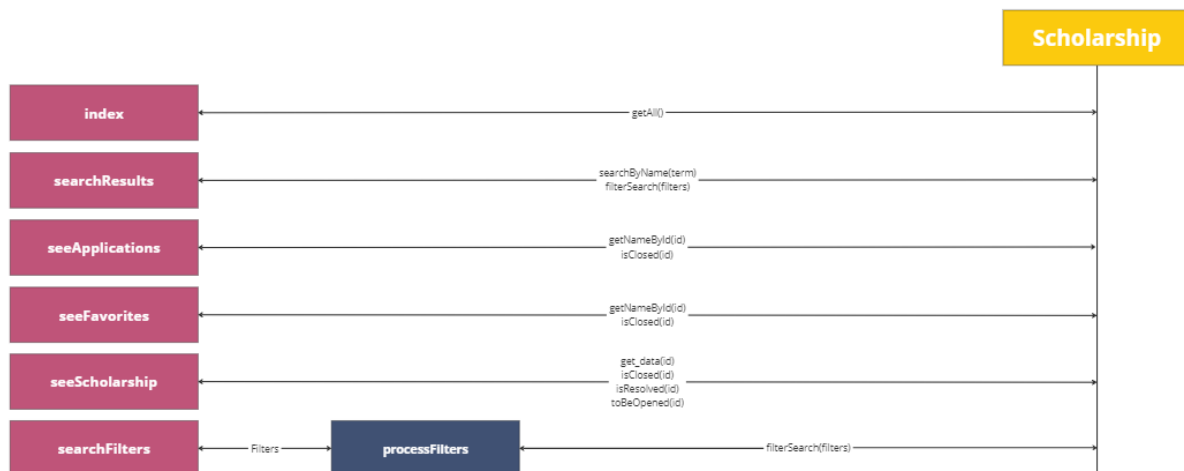 Scholarship
index
getAll()
searchResults
searchByName(term)
filterSearch(filters)
seeApplications
getNameById(id)
isClosed(id)
seeFavorites
getNameById(id)
isClosed(id)
seeScholarship
get_data(id)
isClosed(id)
isResolved(id)
toBeOpened(id)
searchFilters
Filters
processFilters
filterSearch(filters)